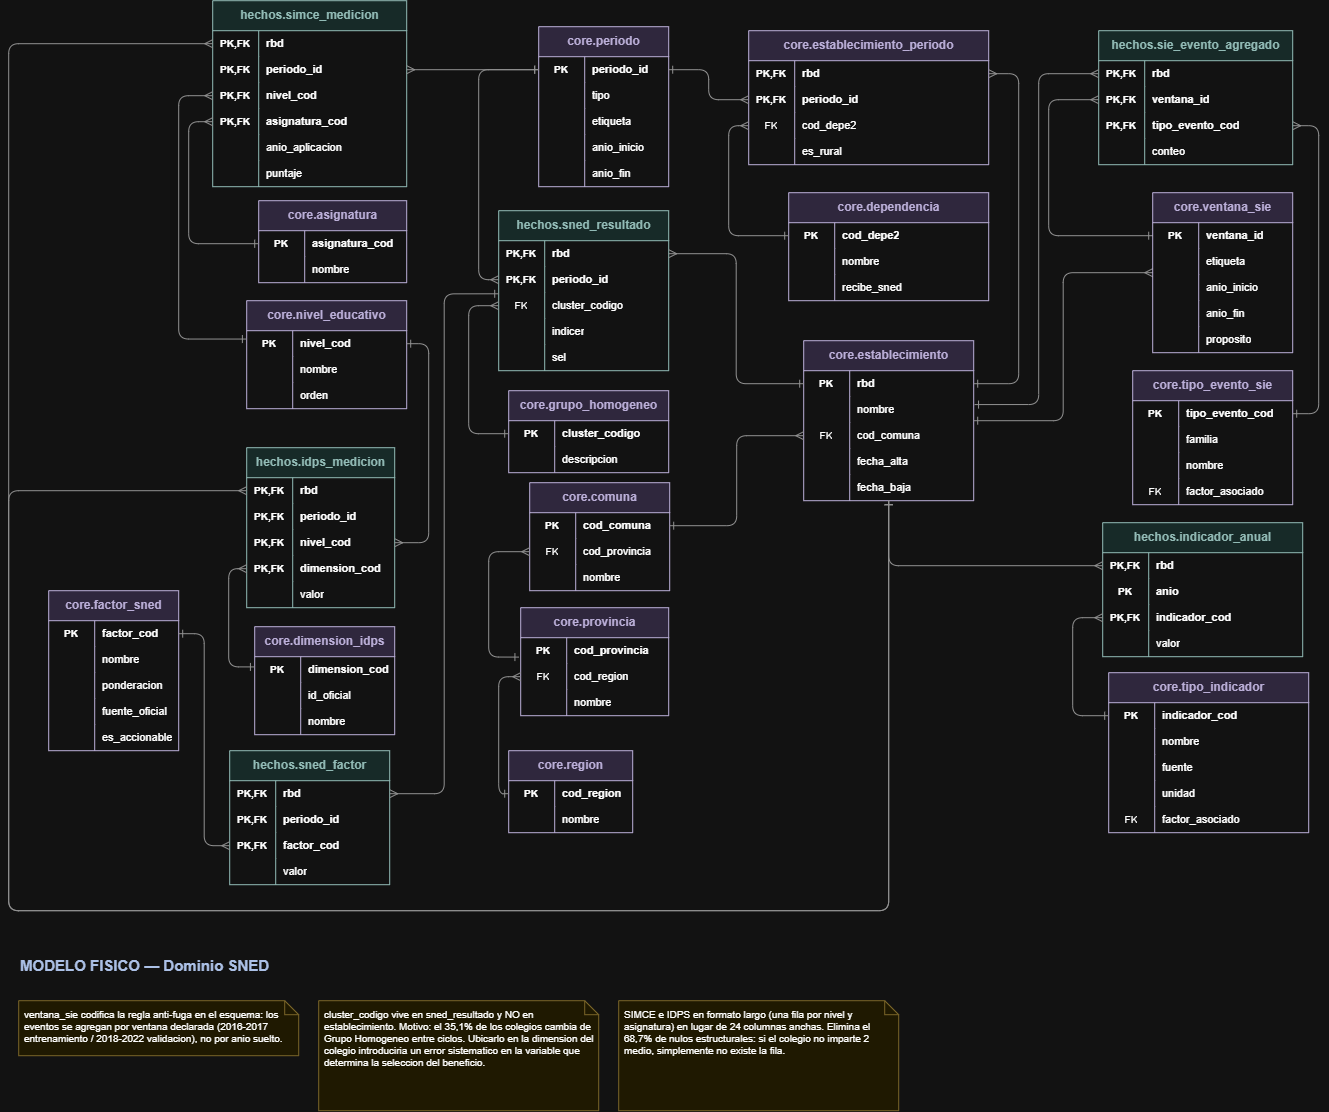 hechos.simce_medicion
PK,FK rbd
PK,FK periodo_id
PK,FK nivel_cod
PK,FK asignatura_cod
anio_aplicacion
puntaje
core.periodo
PK periodo_id
tipo
etiqueta
anio_inicio
anio_fin
core.establecimiento_periodo
PK,FK rbd
PK,FK periodo_id
FK cod_depe2
es_rural
hechos.sie_evento_agregado
PK,FK rbd
PK,FK ventana_id
PK,FK tipo_evento_cod
conteo
core.asignatura
PK asignatura_cod
nombre
hechos.sned_resultado
PK,FK rbd
PK,FK periodo_id
FK cluster_codigo
indicer
sel
core.dependencia
PK cod_depe2
nombre
recibe_sned
core.ventana_sie
PK ventana_id
etiqueta
anio_inicio
anio_fin
proposito
core.nivel_educativo
PK nivel_cod
nombre
orden
core.grupo_homogeneo
PK cluster_codigo
descripcion
core.establecimiento
PK rbd
nombre
FK cod_comuna
fecha_alta
fecha_baja
core.tipo_evento_sie
PK tipo_evento_cod
familia
nombre
FK factor_asociado
hechos.idps_medicion
PK,FK rbd
PK,FK periodo_id
PK,FK nivel_cod
PK,FK dimension_cod
valor
core.comuna
PK cod_comuna
FK cod_provincia
nombre
hechos.indicador_anual
PK,FK rbd
PK anio
PK,FK indicador_cod
valor
core.factor_sned
PK factor_cod
nombre
ponderacion
fuente_oficial
es_accionable
core.dimension_idps
PK dimension_cod
id_oficial
nombre
core.provincia
PK cod_provincia
FK cod_region
nombre
core.tipo_indicador
PK indicador_cod
nombre
fuente
unidad
FK factor_asociado
hechos.sned_factor
PK,FK rbd
PK,FK periodo_id
PK,FK factor_cod
valor
core.region
PK cod_region
nombre
MODELO FISICO — Dominio SNED
ventana_sie codifica la regla anti-fuga en el esquema: los
eventos se agregan por ventana declarada (2016-2017
entrenamiento / 2018-2022 validacion), no por anio suelto.
cluster_codigo vive en sned_resultado y NO en
establecimiento. Motivo: el 35,1% de los colegios cambia de
Grupo Homogeneo entre ciclos. Ubicarlo en la dimension del
colegio introduciria un error sistematico en la variable que
determina la seleccion del beneficio.
SIMCE e IDPS en formato largo (una fila por nivel y
asignatura) en lugar de 24 columnas anchas. Elimina el
68,7% de nulos estructurales: si el colegio no imparte 2
medio, simplemente no existe la fila.